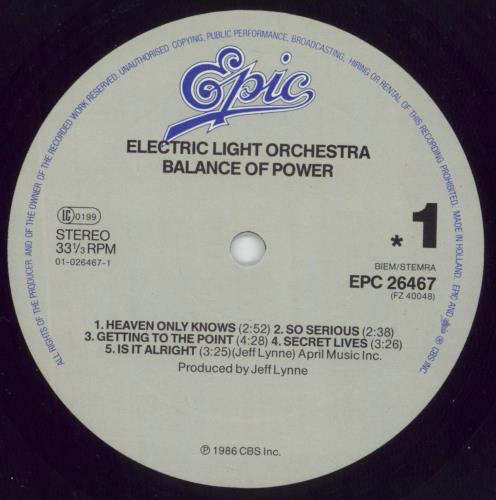 ALL RIGHTS OF THE PRODUCER AND OF THE OWNER OF THE RECORDED WORK RESERVED. UNAUTHORISED COPYING, PUBLIC PERFORMANCE, BROADCASTING, HIRING OR RENTAL OF THIS RECORDING PROHIBITED. MADE IN HOLLAND. EPIC AND ® CBS INC.
Epic
ELECTRIC LIGHT ORCHESTRA
BALANCE OF POWER
LC 0199
STEREO
33⅓ RPM
01-026467-1
* 1
BIEM/STEMRA
EPC 26467
(FZ 40048)
1. HEAVEN ONLY KNOWS (2:52) 2. SO SERIOUS (2:38)
3. GETTING TO THE POINT (4:28) 4. SECRET LIVES (3:26)
5. IS IT ALRIGHT (3:25) (Jeff Lynne) April Music Inc.
Produced by Jeff Lynne
℗ 1986 CBS Inc.